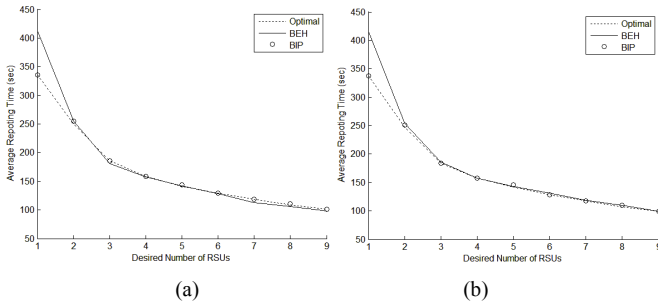 450
400
350
300
250
200
150
100
50
Average Repoting Time (sec)
Optimal
BEH
BIP
1 2 3 4 5 6 7 8 9
Desired Number of RSUs
(a)
450
400
350
300
250
200
150
100
50
Average Repoting Time (sec)
Optimal
BEH
BIP
1 2 3 4 5 6 7 8 9
Desired Number of RSUs
(b)